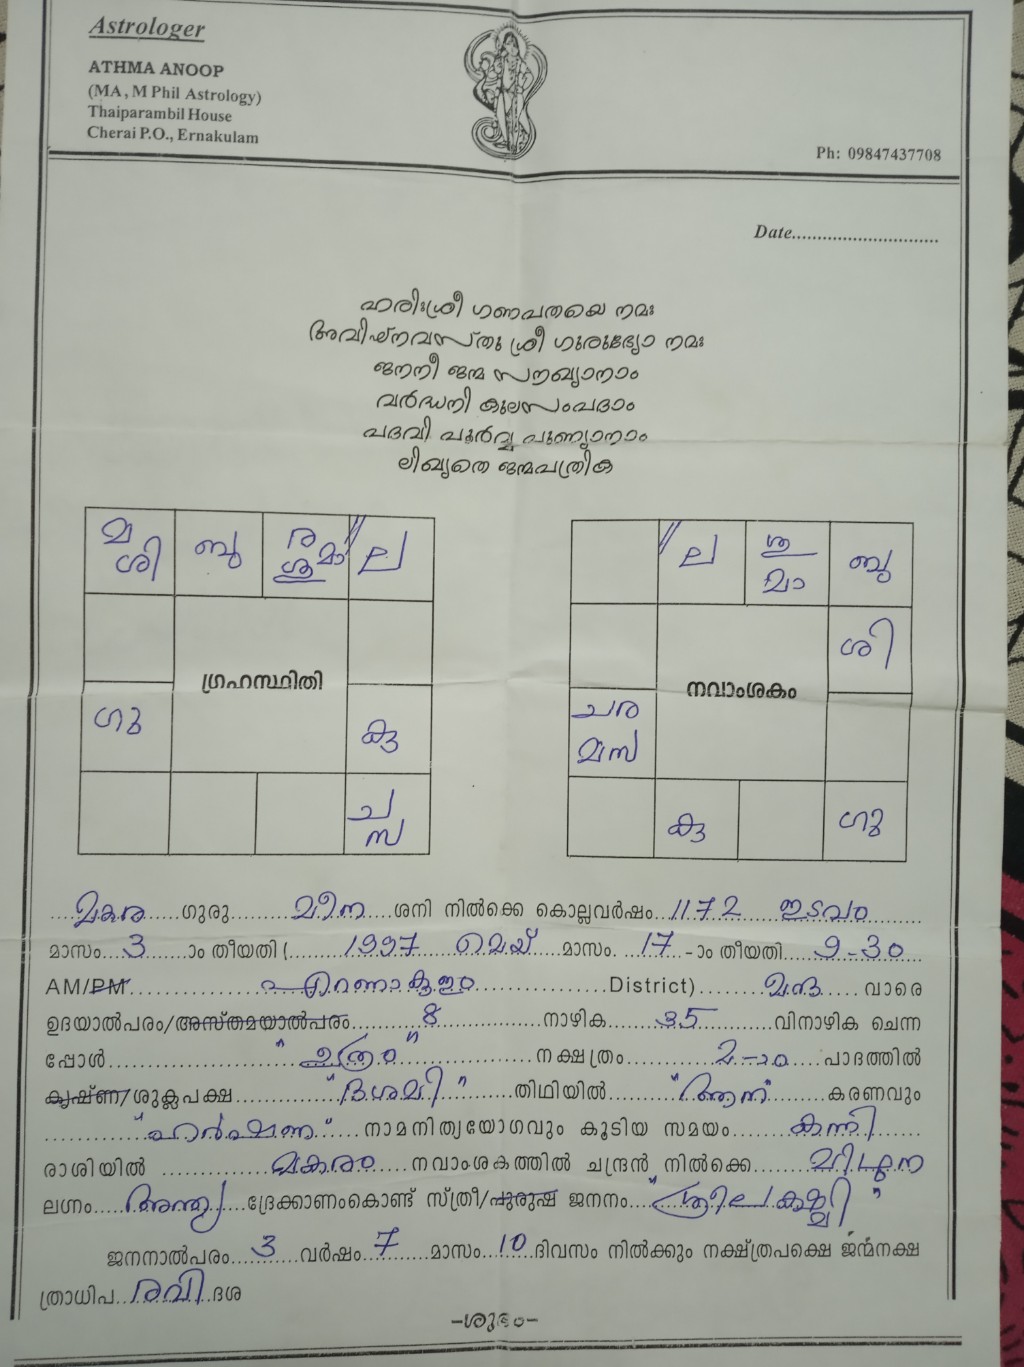 Astrologer
ATHMA ANOOP
(MA, M Phil Astrology)
Thaiparambil House
Cherai P.O., Ernakulam
Ph: 09847437708
Date............................
ഹരിഃശ്രീ ഗണപതയെ നമഃ
അവിഘ്നവസ്തു ശ്രീ ഗുരുഭ്യോ നമഃ
ജനനീ ജന്മ സൗഖ്യാനാം
വർദ്ധനി കുലസംപദാം
പദവി പൂർവ്വ പുണ്യാനാം
ലിഖ്യതെ ജന്മപത്രിക
മ ശി
ബു
ര ശു മാ
ല
ഗ്രഹസ്ഥിതി
ഗു
കു
ച സ
ല
ശു മാ
ബു
ശി
നവാംശകം
ച ര
മ സ
കു
ഗു
മകര ഗുരു മീന ശനി നിൽക്കെ കൊല്ലവർഷം 1172 ഇടവം
മാസം 3 ാം തീയതി ( 1997 മെയ് മാസം 17 -ാം തീയതി 9-30
AM/PM എറണാകുളം District) മന്ദ വാരെ
ഉദയാൽപരം/അസ്തമയാൽപരം 8 നാഴിക 35 വിനാഴിക ചെന്ന
പ്പോൾ "ഉത്രം" നക്ഷത്രം 2-ാം പാദത്തിൽ
കൃഷ്ണ/ശുക്ലപക്ഷ "ദശമി" തിഥിയിൽ "ആന" കരണവും
"ഹർഷണ" നാമനിത്യയോഗവും കൂടിയ സമയം കന്നി
രാശിയിൽ മകരം നവാംശകത്തിൽ ചന്ദ്രൻ നിൽക്കെ മിഥുന
ലഗ്നം അന്ത്യ ദ്രേക്കാണംകൊണ്ട് സ്ത്രീ/പുരുഷ ജനനം "ശ്രീലക്ഷ്മി"
ജനനാൽപരം 3 വർഷം 7 മാസം 10 ദിവസം നിൽക്കും നക്ഷത്രപക്ഷെ ജന്മനക്ഷ
ത്രാധിപ രവി ദശ
-ശുഭം-